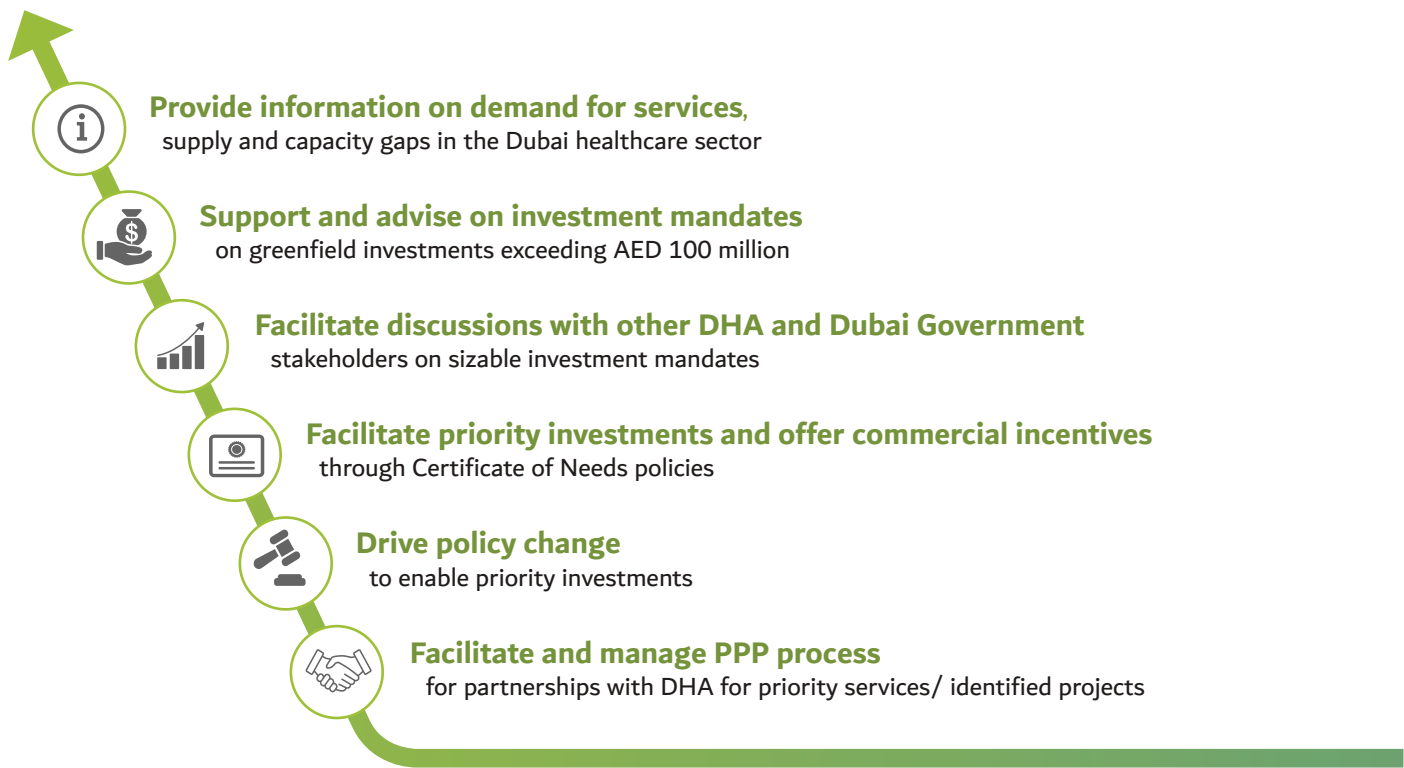 Provide information on demand for services,
supply and capacity gaps in the Dubai healthcare sector
Support and advise on investment mandates
on greenfield investments exceeding AED 100 million
Facilitate discussions with other DHA and Dubai Government
stakeholders on sizable investment mandates
Facilitate priority investments and offer commercial incentives
through Certificate of Needs policies
Drive policy change
to enable priority investments
Facilitate and manage PPP process
for partnerships with DHA for priority services/ identified projects